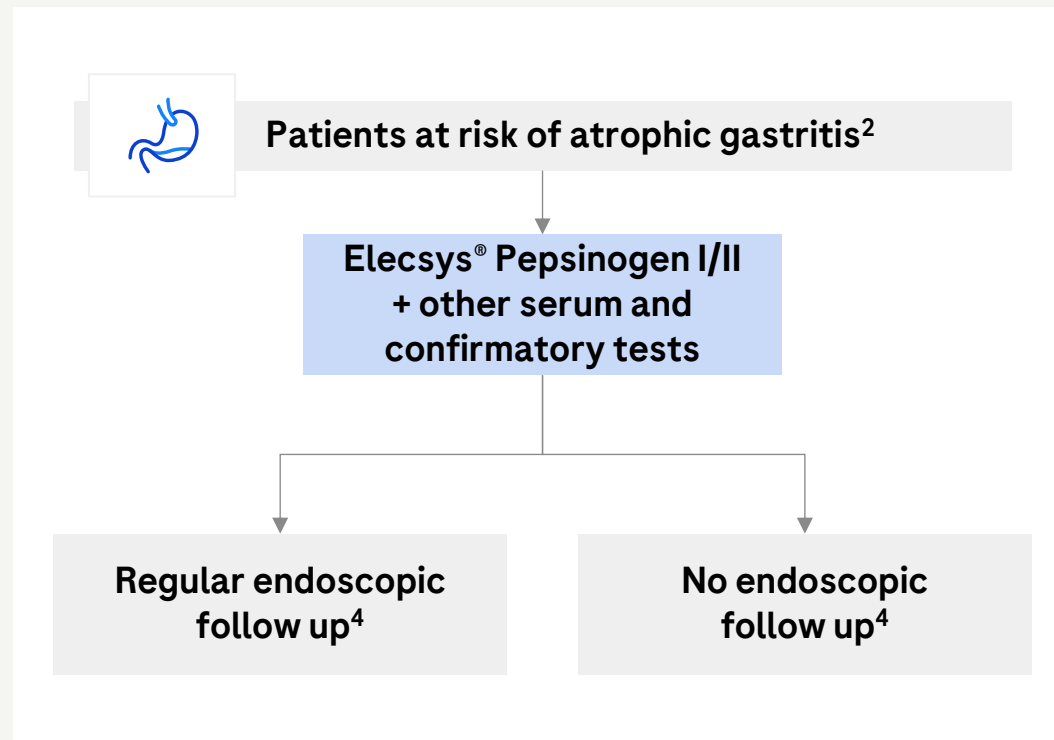 Patients at risk of atrophic gastritis²
Elecsys® Pepsinogen I/II
+ other serum and
confirmatory tests
Regular endoscopic
follow up⁴
No endoscopic
follow up⁴